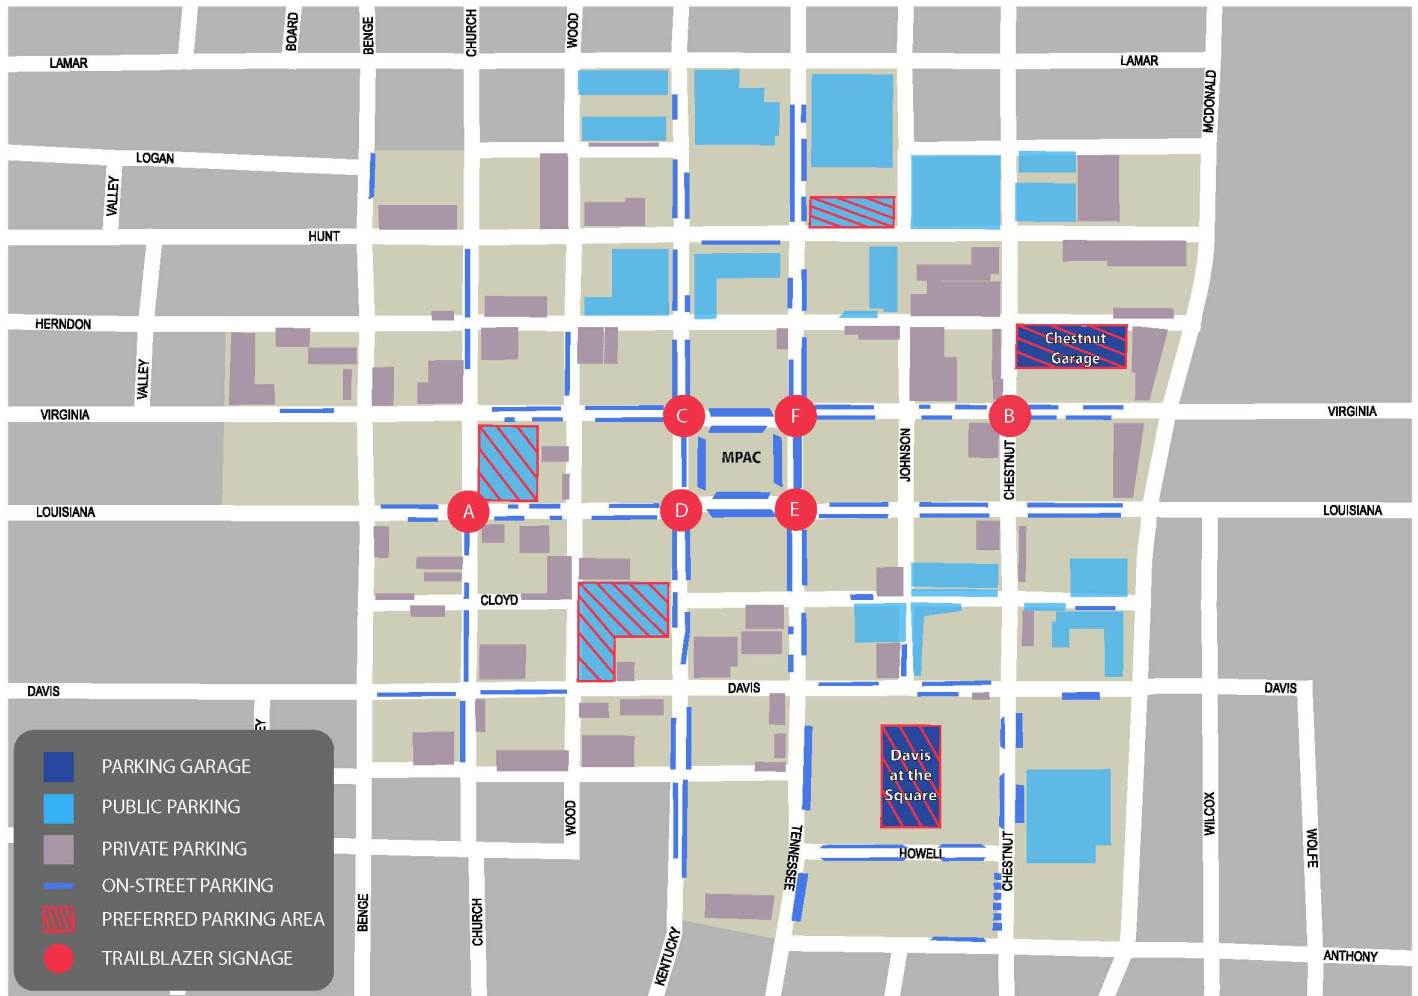 BOARD
BENGE
CHURCH
WOOD
LAMAR
LAMAR
MCDONALD
LOGAN
VALLEY
HUNT
HERNDON
Chestnut
Garage
VALLEY
VIRGINIA
C
F
B
VIRGINIA
MPAC
JOHNSON
CHESTNUT
LOUISIANA
A
D
E
LOUISIANA
CLOYD
DAVIS
DAVIS
DAVIS
EY
Davis
at the
Square
PARKING GARAGE
PUBLIC PARKING
PRIVATE PARKING
ON-STREET PARKING
PREFERRED PARKING AREA
TRAILBLAZER SIGNAGE
WOOD
TENNESSEE
HOWELL
CHESTNUT
WILCOX
WOLFE
BENGE
CHURCH
KENTUCKY
ANTHONY